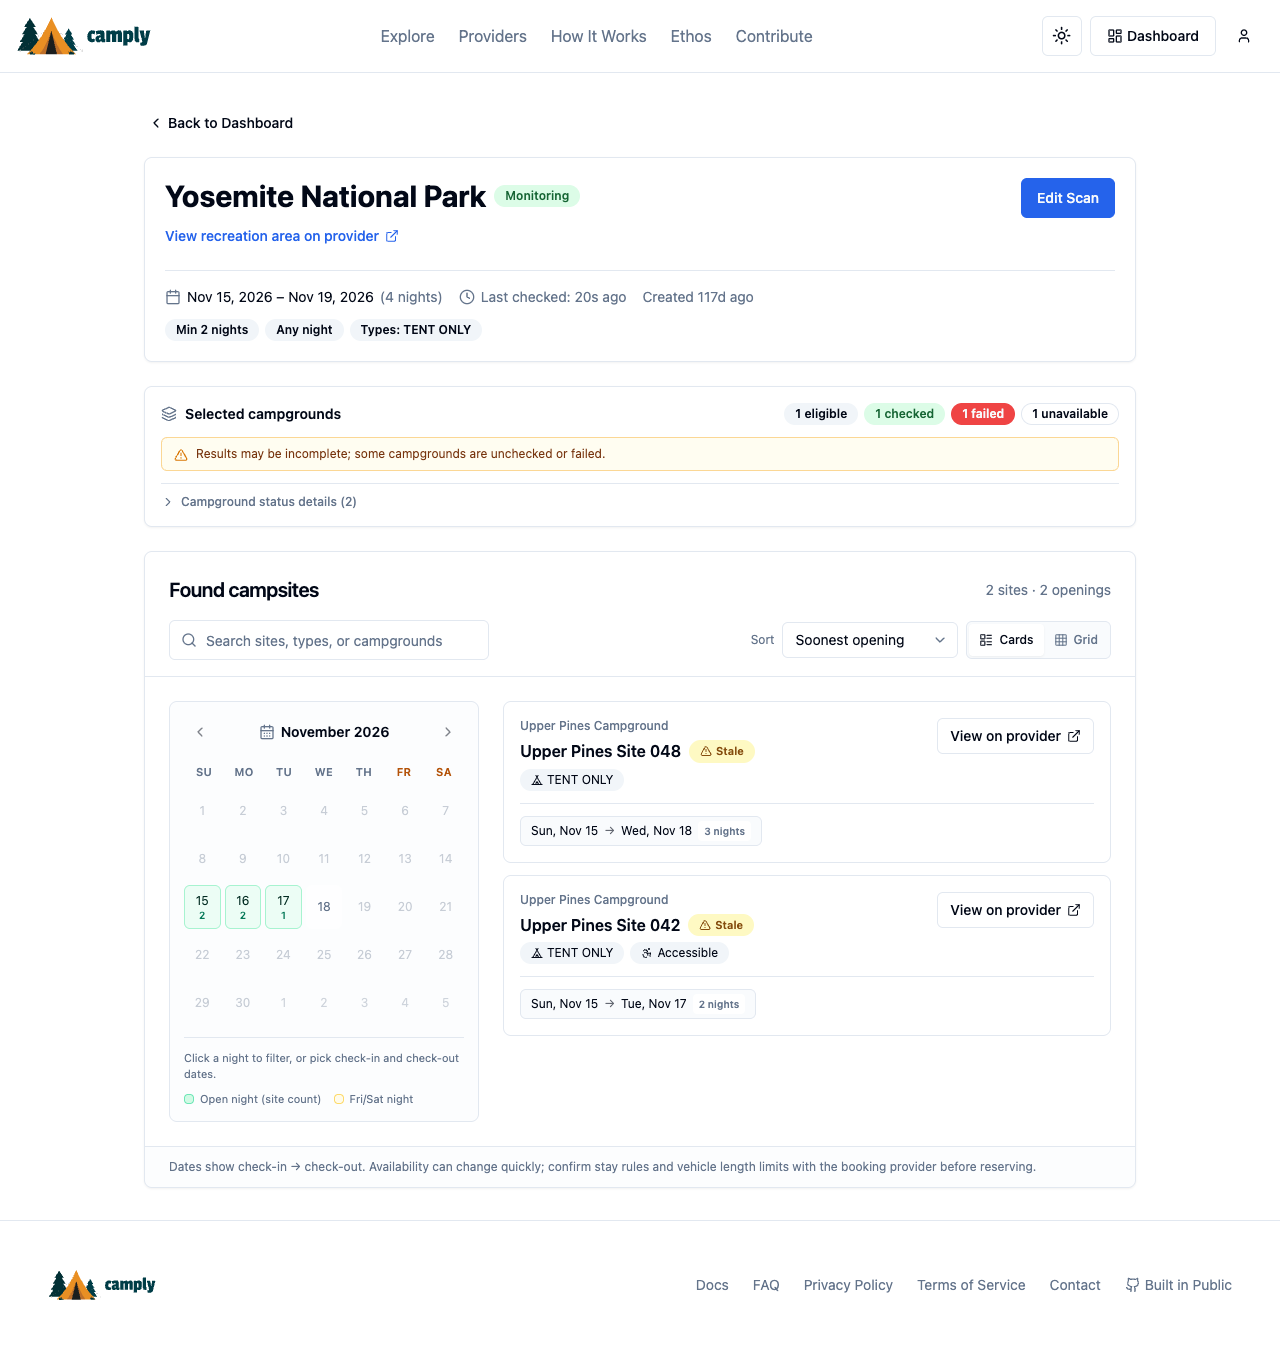 camply
Explore
Providers
How It Works
Ethos
Contribute
Dashboard
Back to Dashboard
Yosemite National Park
Monitoring
Edit Scan
View recreation area on provider
Nov 15, 2026 – Nov 19, 2026 (4 nights)
Last checked: 20s ago
Created 117d ago
Min 2 nights
Any night
Types: TENT ONLY
Selected campgrounds
1 eligible
1 checked
1 failed
1 unavailable
Results may be incomplete; some campgrounds are unchecked or failed.
Campground status details (2)
Found campsites
2 sites · 2 openings
Search sites, types, or campgrounds
Sort
Soonest opening
Cards
Grid
November 2026
SU MO TU WE TH FR SA
1 2 3 4 5 6 7
8 9 10 11 12 13 14
15 16 17 18 19 20 21
2 2 1
22 23 24 25 26 27 28
29 30 1 2 3 4 5
Click a night to filter, or pick check-in and check-out
dates.
Open night (site count)
Fri/Sat night
Upper Pines Campground
Upper Pines Site 048
Stale
View on provider
TENT ONLY
Sun, Nov 15 → Wed, Nov 18 3 nights
Upper Pines Campground
Upper Pines Site 042
Stale
View on provider
TENT ONLY
Accessible
Sun, Nov 15 → Tue, Nov 17 2 nights
Dates show check-in → check-out. Availability can change quickly; confirm stay rules and vehicle length limits with the booking provider before reserving.
camply
Docs
FAQ
Privacy Policy
Terms of Service
Contact
Built in Public